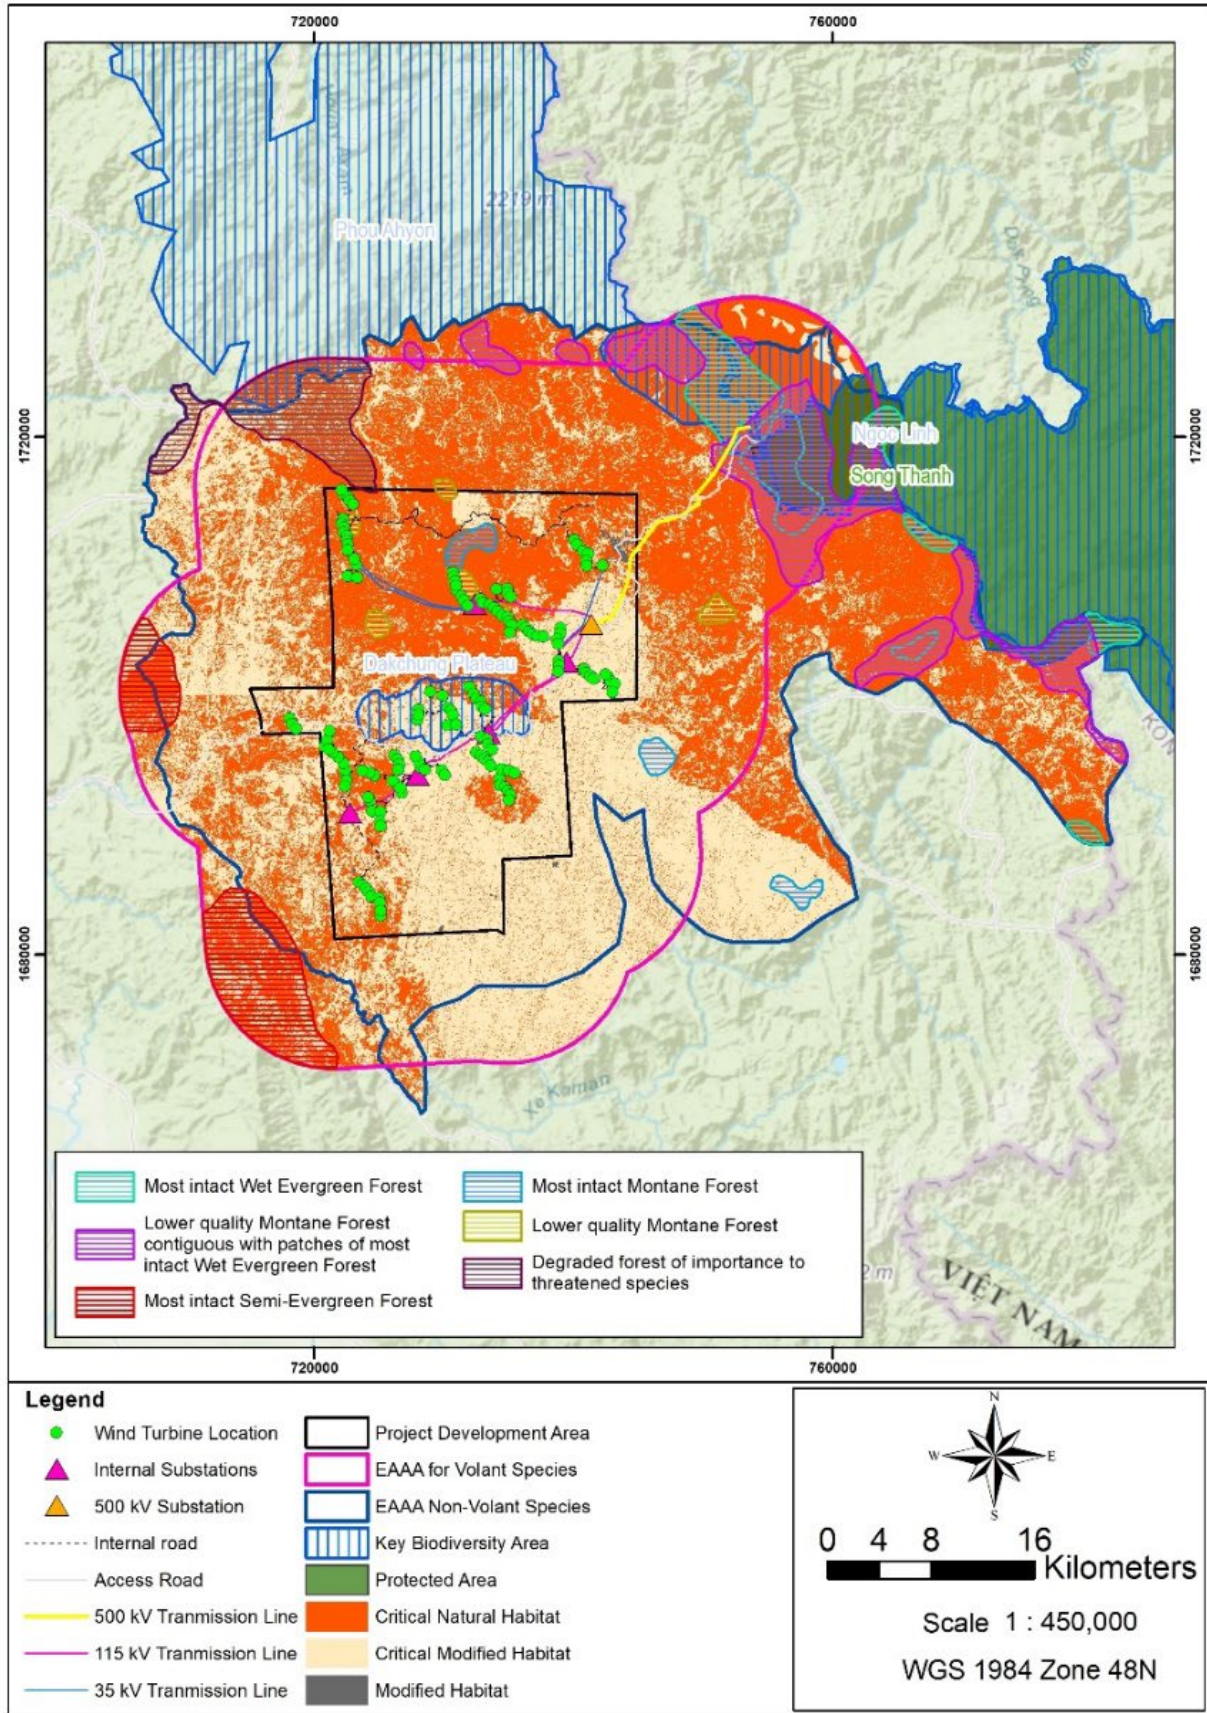 720000
760000
2219 m
Phou Ahyon
Dak Pyong
1720000
1720000
Ngoc Linh
Song Thanh
Dakchung Plateau
KON
1680000
1680000
Xe Kaman
Most intact Wet Evergreen Forest
Lower quality Montane Forest
contiguous with patches of most
intact Wet Evergreen Forest
Most intact Semi-Evergreen Forest
Most intact Montane Forest
Lower quality Montane Forest
Degraded forest of importance to
threatened species
2 m
VIỆT NAM
720000
760000
Legend
Wind Turbine Location
Internal Substations
500 kV Substation
Internal road
Access Road
500 kV Tranmission Line
115 kV Tranmission Line
35 kV Tranmission Line
Project Development Area
EAAA for Volant Species
EAAA Non-Volant Species
Key Biodiversity Area
Protected Area
Critical Natural Habitat
Critical Modified Habitat
Modified Habitat
N
W
E
S
0 4 8 16
Kilometers
Scale 1 : 450,000
WGS 1984 Zone 48N